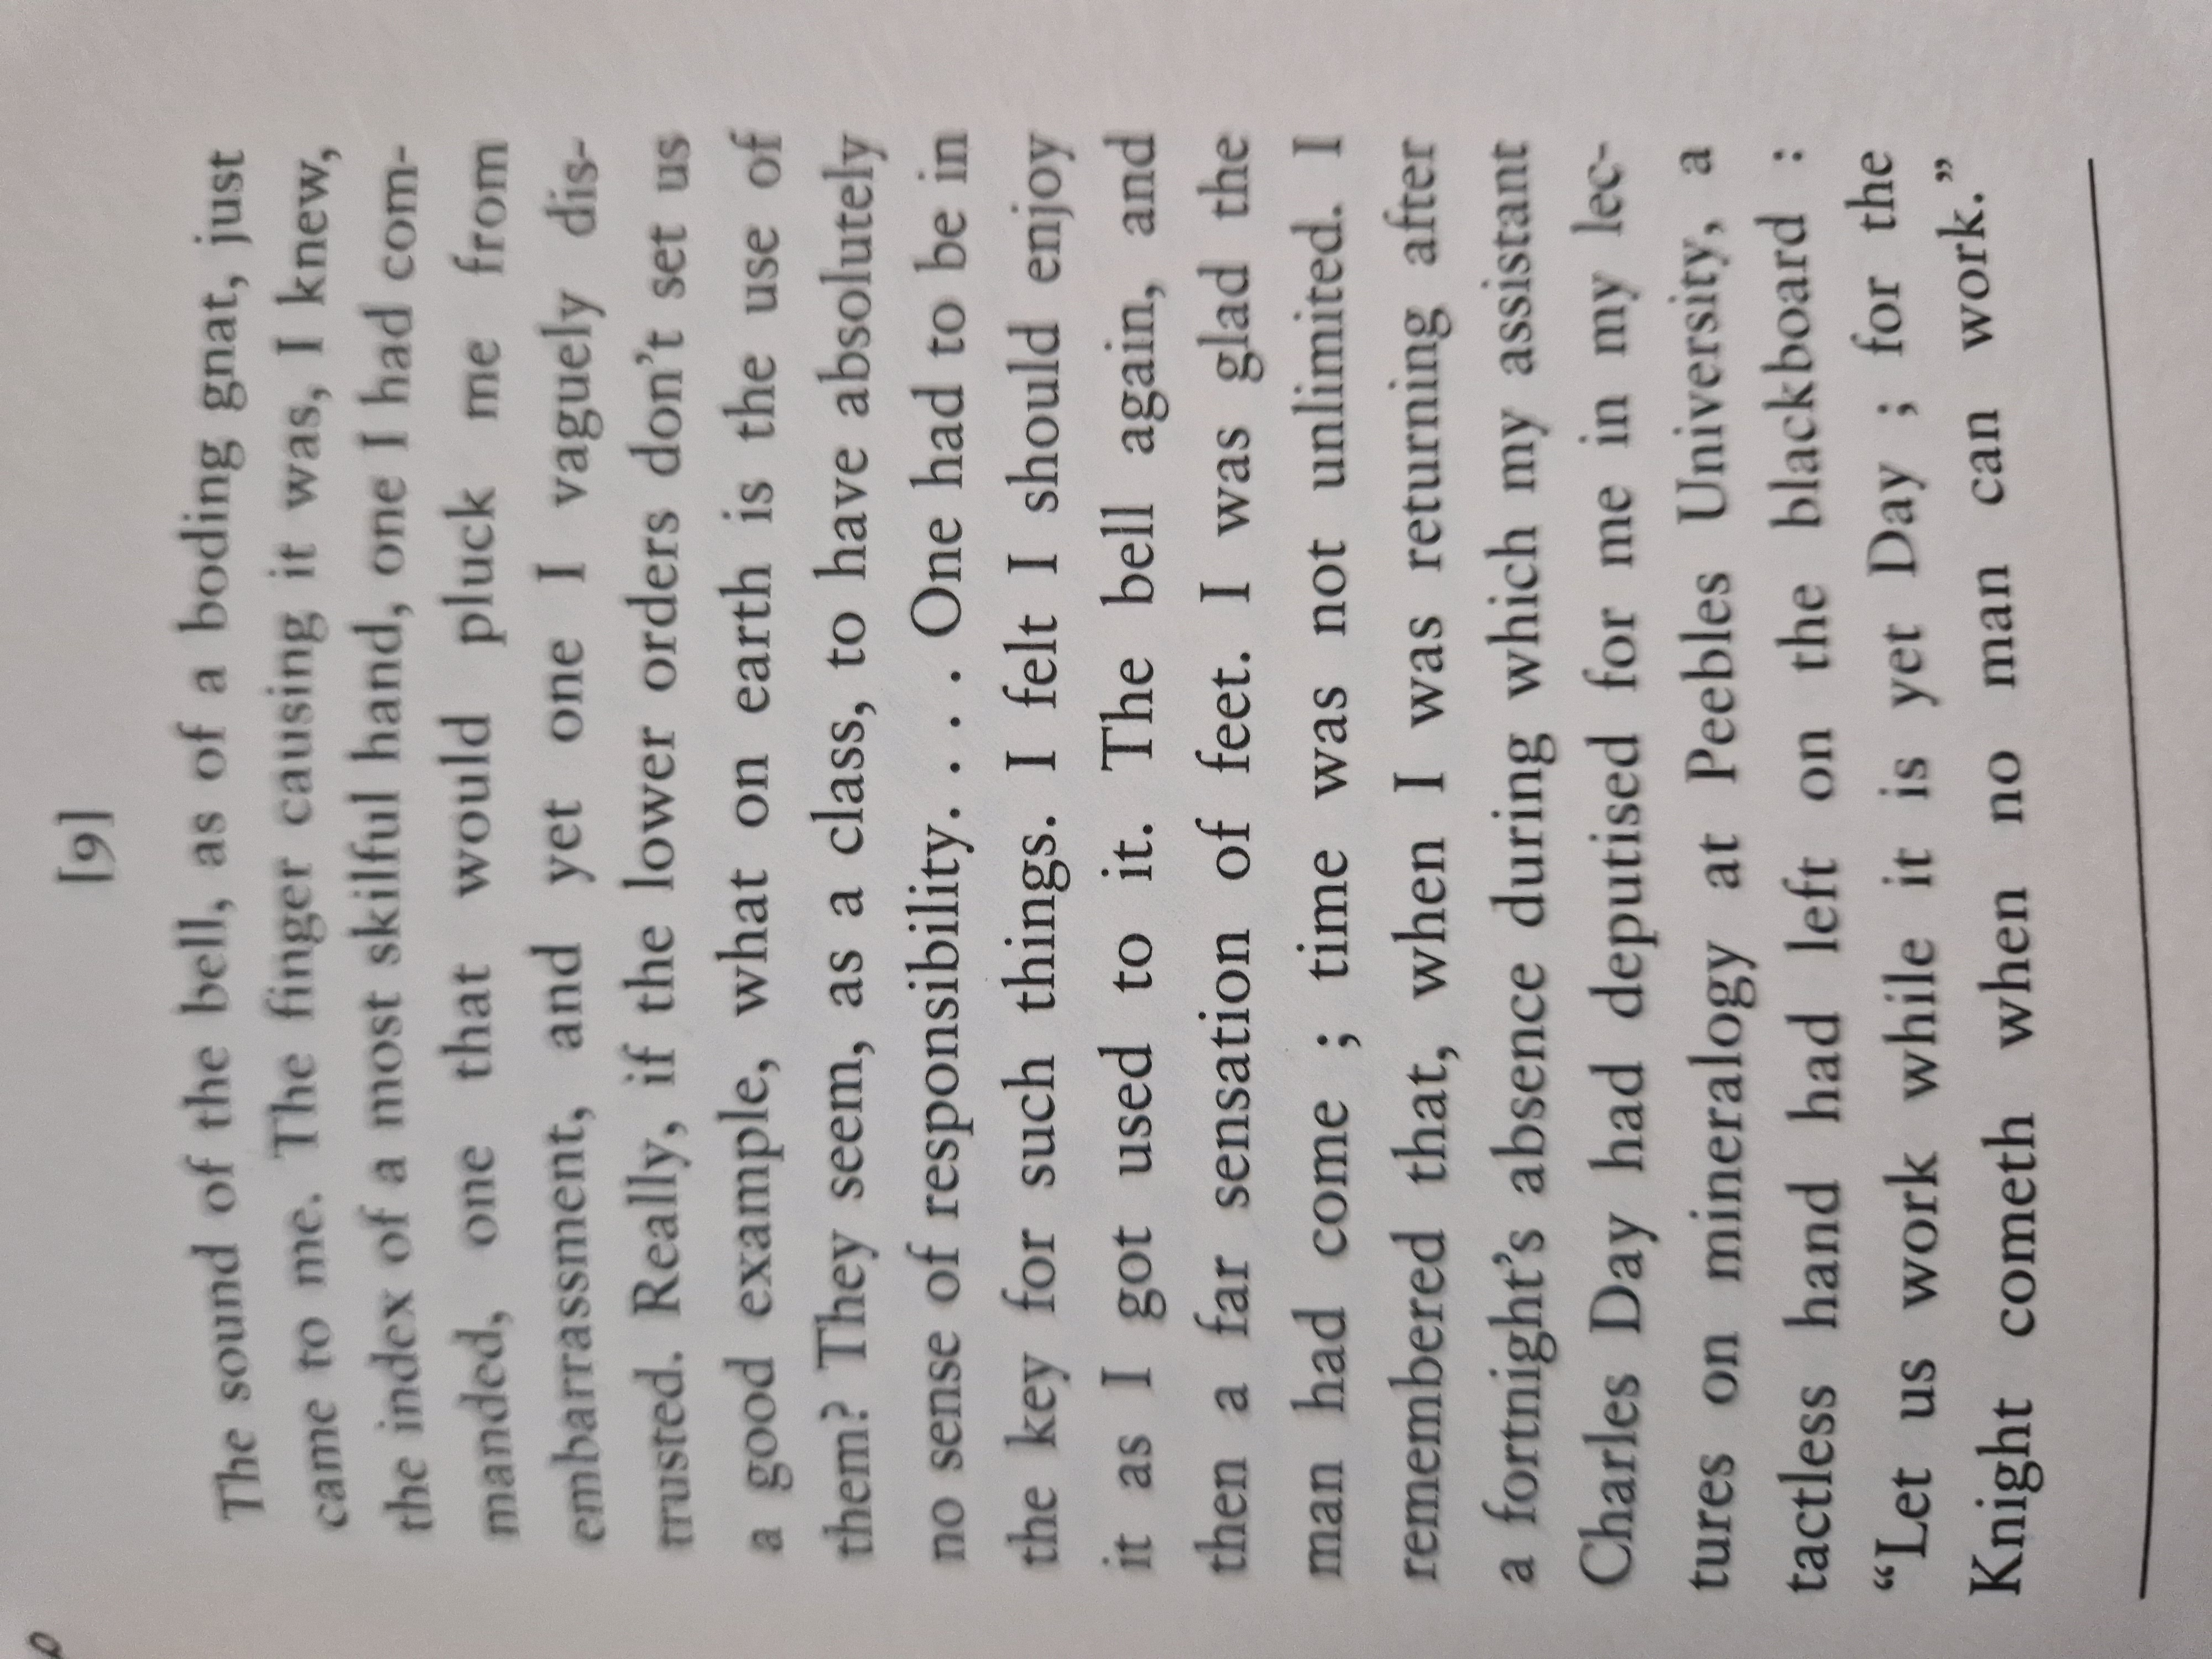 [9]
The sound of the bell, as of a boding gnat, just
came to me. The finger causing it was, I knew,
the index of a most skilful hand, one I had com-
manded, one that would pluck me from
embarrassment, and yet one I vaguely dis-
trusted. Really, if the lower orders don’t set us
a good example, what on earth is the use of
them? They seem, as a class, to have absolutely
no sense of responsibility. . . . One had to be in
the key for such things. I felt I should enjoy
it as I got used to it. The bell again, and
then a far sensation of feet. I was glad the
man had come ; time was not unlimited. I
remembered that, when I was returning after
a fortnight’s absence during which my assistant
Charles Day had deputised for me in my lec-
tures on mineralogy at Peebles University, a
tactless hand had left on the blackboard :
“Let us work while it is yet Day ; for the
Knight cometh when no man can work.”